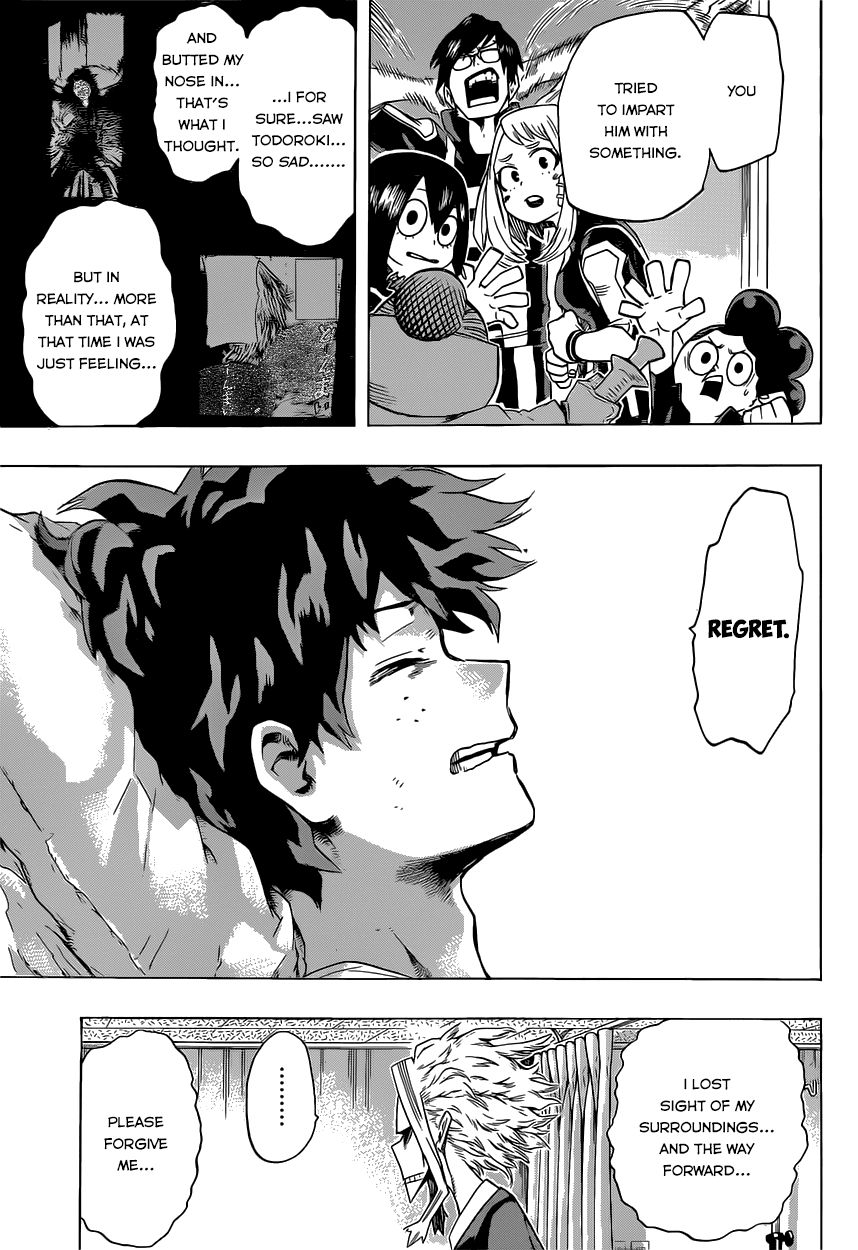 YOU
TRIED
TO IMPART
HIM WITH
SOMETHING.
...I FOR
SURE...SAW
TODOROKI...
SO SAD.......
AND
BUTTED MY
NOSE IN...
THAT'S
WHAT I
THOUGHT.
BUT IN
REALITY... MORE
THAN THAT, AT
THAT TIME I WAS
JUST FEELING...
REGRET.
I LOST
SIGHT OF MY
SURROUNDINGS...
AND THE WAY
FORWARD...
.........
PLEASE
FORGIVE
ME...